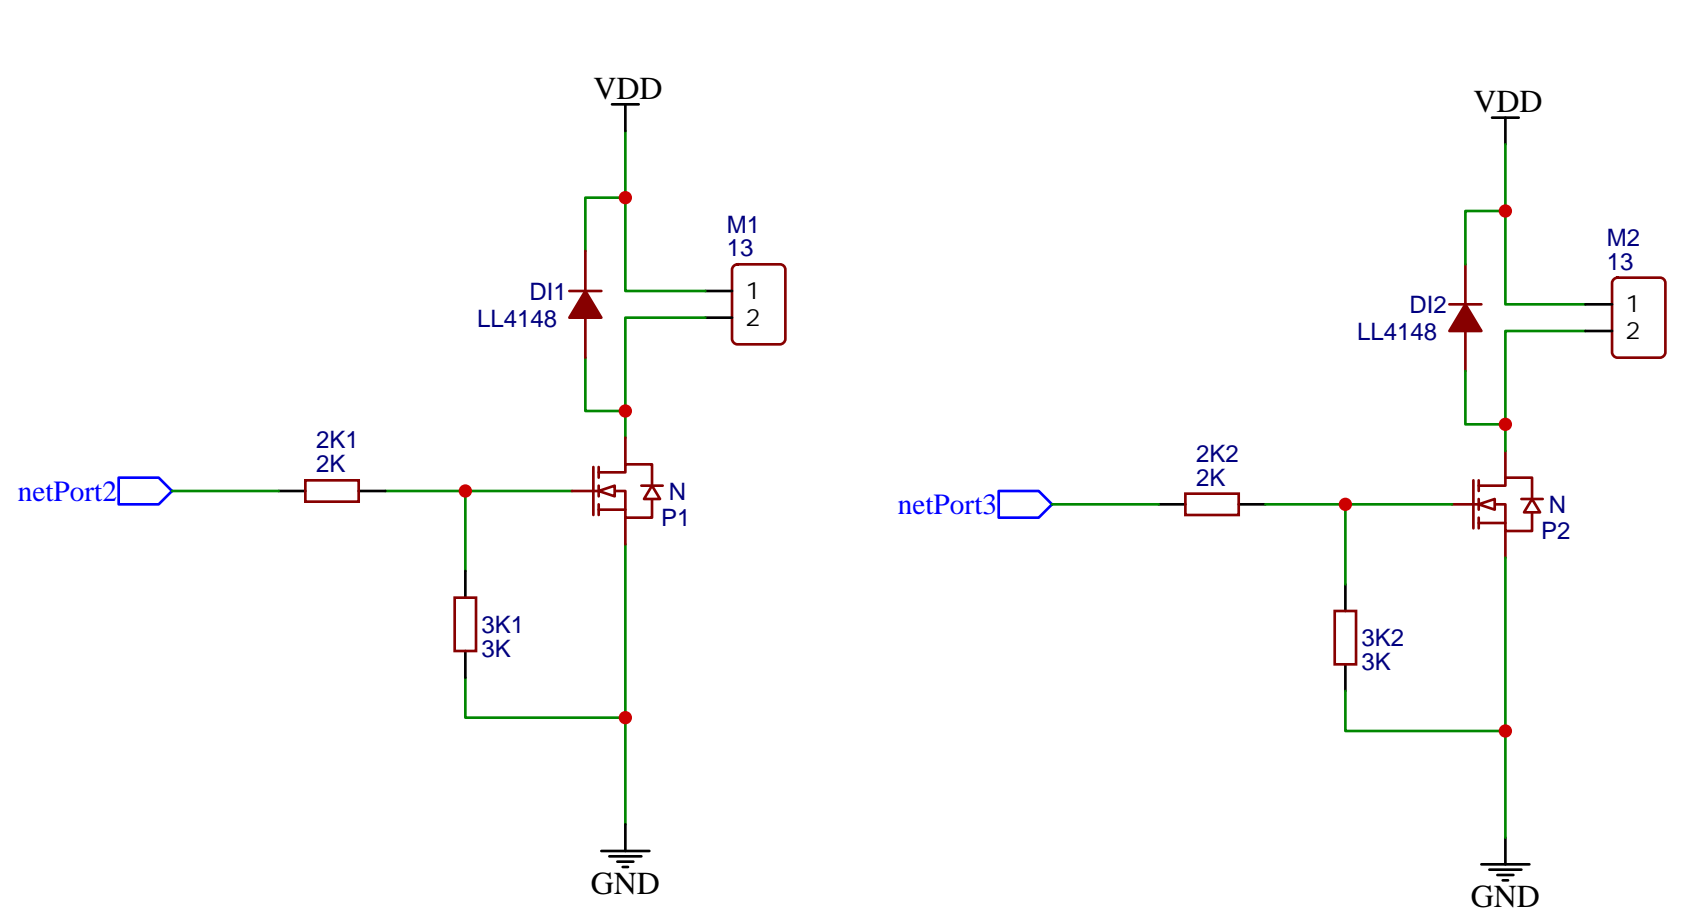 VDD
M1
13
DI1
LL4148
1
2
2K1
2K
netPort2
N
P1
3K1
3K
GND
VDD
M2
13
DI2
LL4148
1
2
2K2
2K
netPort3
N
P2
3K2
3K
GND